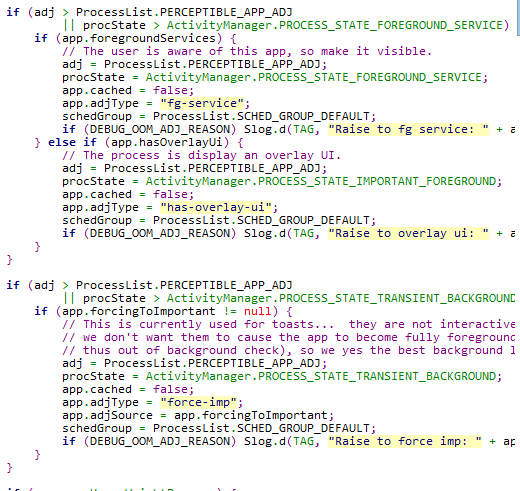 if (adj > ProcessList.PERCEPTIBLE_APP_ADJ
|| procState > ActivityManager.PROCESS_STATE_FOREGROUND_SERVICE)
if (app.foregroundServices) {
// The user is aware of this app, so make it visible.
adj = ProcessList.PERCEPTIBLE_APP_ADJ;
procState = ActivityManager.PROCESS_STATE_FOREGROUND_SERVICE;
app.cached = false;
app.adjType = "fg-service";
schedGroup = ProcessList.SCHED_GROUP_DEFAULT;
if (DEBUG_OOM_ADJ_REASON) Slog.d(TAG, "Raise to fg service: " + a
} else if (app.hasOverlayUi) {
// The process is display an overlay UI.
adj = ProcessList.PERCEPTIBLE_APP_ADJ;
procState = ActivityManager.PROCESS_STATE_IMPORTANT_FOREGROUND;
app.cached = false;
app.adjType = "has-overlay-ui";
schedGroup = ProcessList.SCHED_GROUP_DEFAULT;
if (DEBUG_OOM_ADJ_REASON) Slog.d(TAG, "Raise to overlay ui: " + a
}
}
if (adj > ProcessList.PERCEPTIBLE_APP_ADJ
|| procState > ActivityManager.PROCESS_STATE_TRANSIENT_BACKGROUND
if (app.forcingToImportant != null) {
// This is currently used for toasts... they are not interactive
// we don't want them to cause the app to become fully foreground
// thus out of background check), so we yes the best background l
adj = ProcessList.PERCEPTIBLE_APP_ADJ;
procState = ActivityManager.PROCESS_STATE_TRANSIENT_BACKGROUND;
app.cached = false;
app.adjType = "force-imp";
app.adjSource = app.forcingToImportant;
schedGroup = ProcessList.SCHED_GROUP_DEFAULT;
if (DEBUG_OOM_ADJ_REASON) Slog.d(TAG, "Raise to force imp: " + ap
}
}